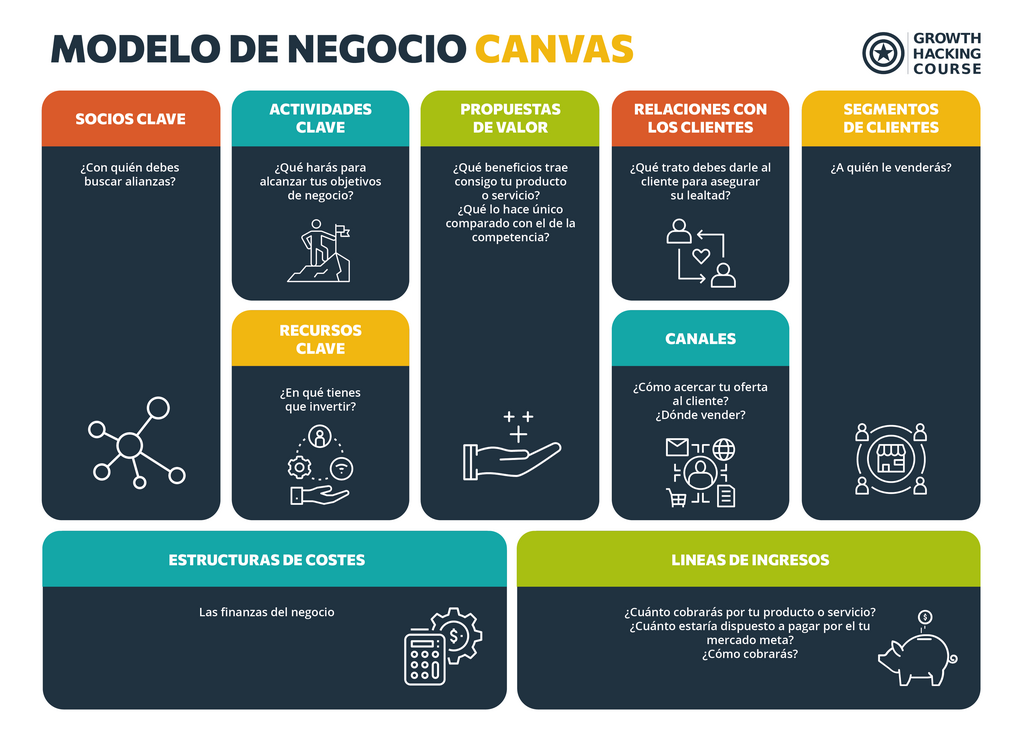 MODELO DE NEGOCIO CANVAS
GROWTH
HACKING
COURSE
SOCIOS CLAVE
¿Con quién debes
buscar alianzas?
ACTIVIDADES
CLAVE
¿Qué harás para
alcanzar tus objetivos
de negocio?
RECURSOS
CLAVE
¿En qué tienes
que invertir?
PROPUESTAS
DE VALOR
¿Qué beneficios trae
consigo tu producto
o servicio?
¿Qué lo hace único
comparado con el de la
competencia?
RELACIONES CON
LOS CLIENTES
¿Qué trato debes darle al
cliente para asegurar
su lealtad?
CANALES
¿Cómo acercar tu oferta
al cliente?
¿Dónde vender?
SEGMENTOS
DE CLIENTES
¿A quién le venderás?
ESTRUCTURAS DE COSTES
Las finanzas del negocio
$
LINEAS DE INGRESOS
¿Cuánto cobrarás por tu producto o servicio?
¿Cuánto estaría dispuesto a pagar por el tu
mercado meta?
¿Cómo cobrarás?
$